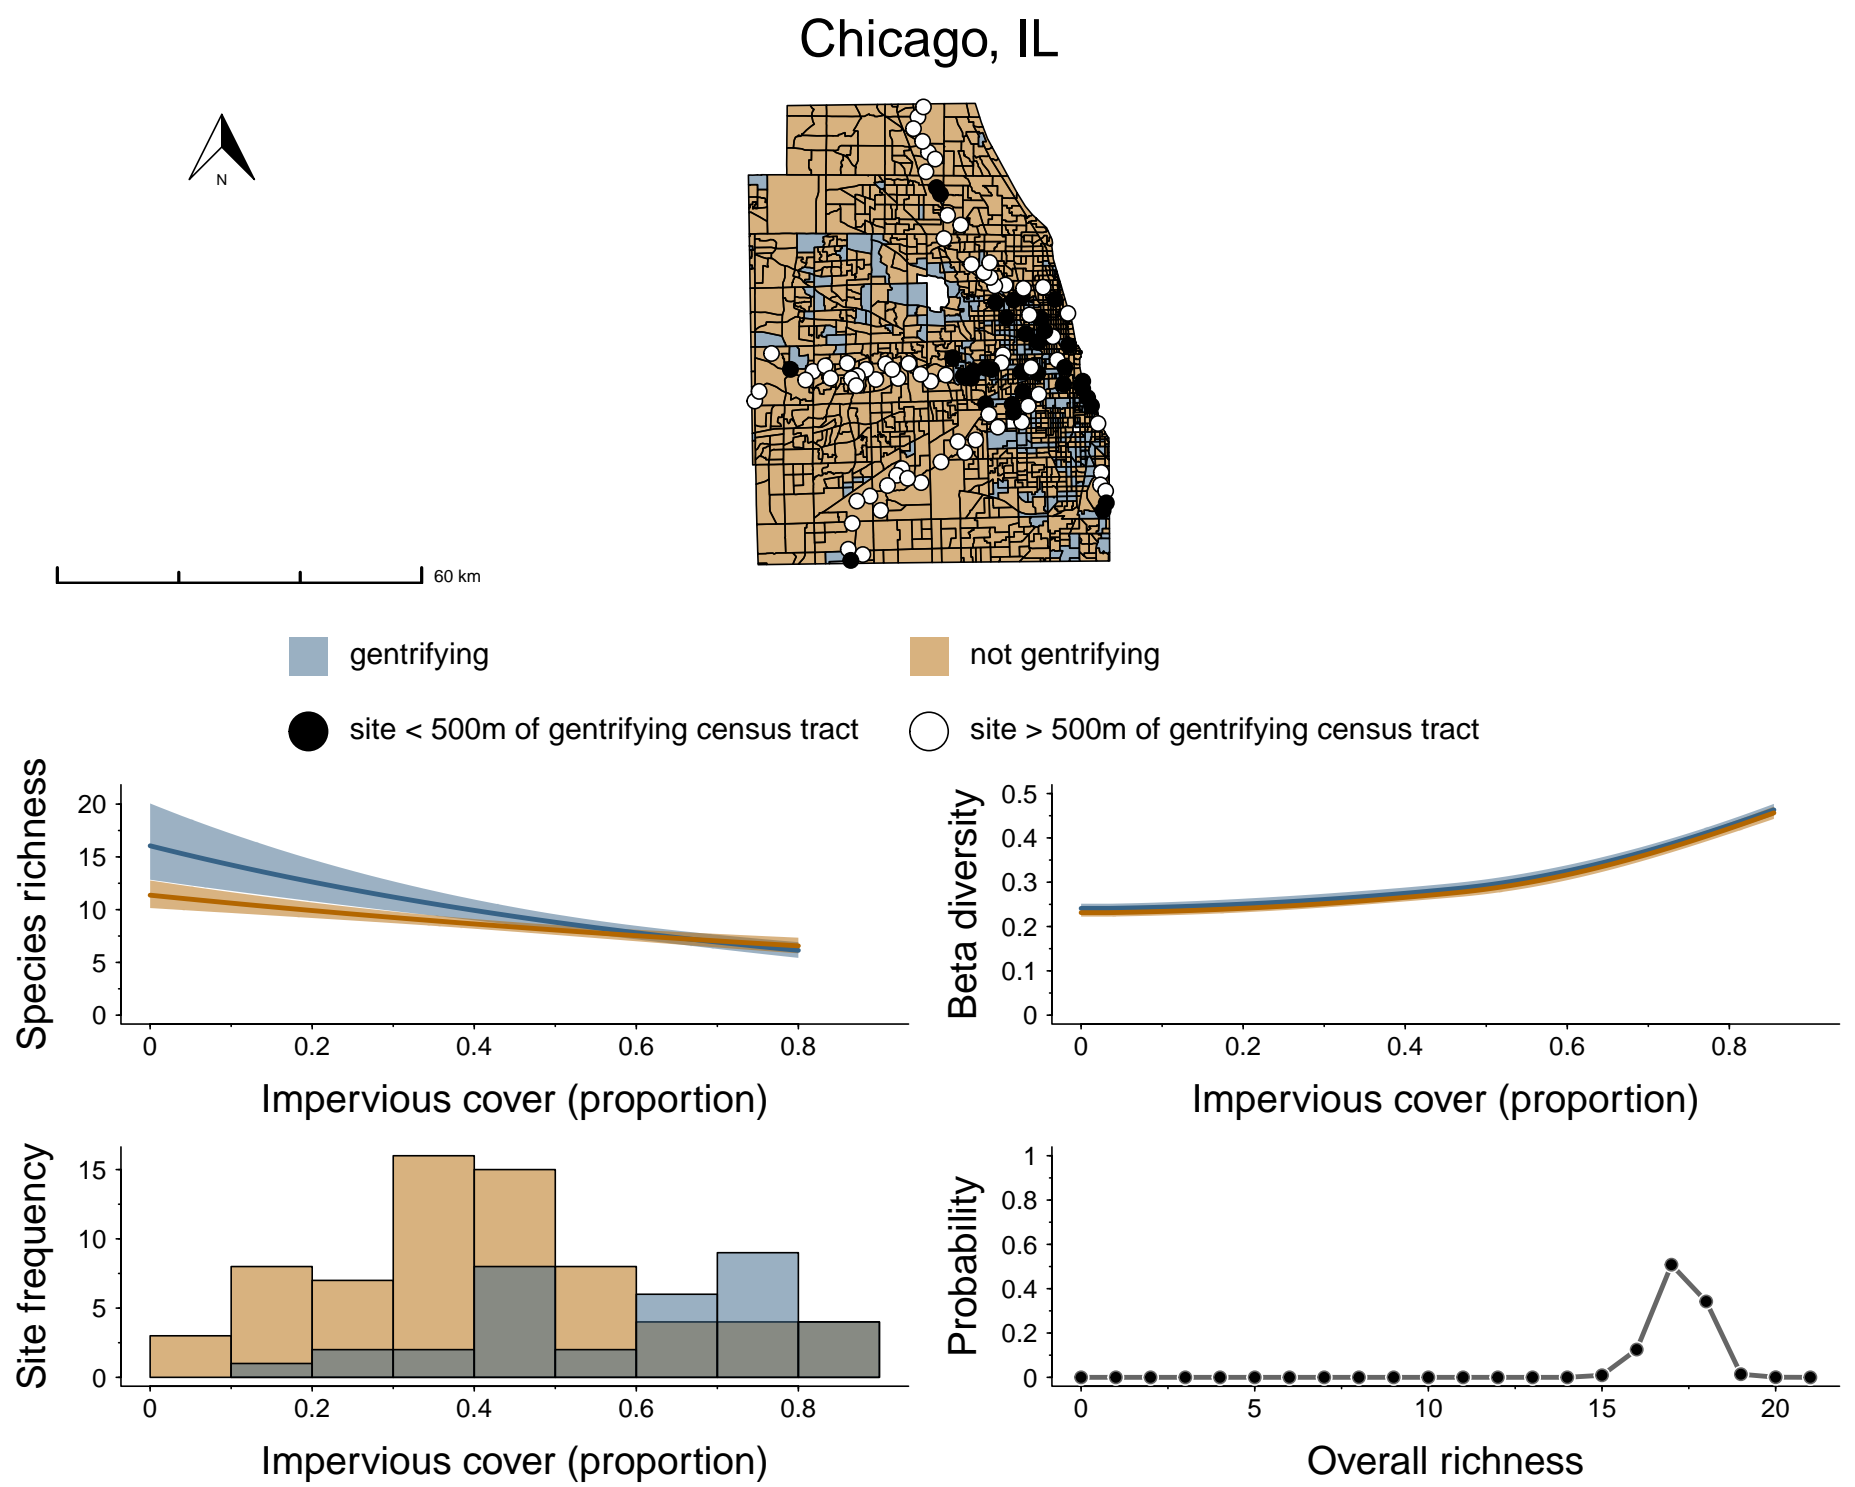 Chicago, IL
N
60 km
gentrifying
not gentrifying
site < 500m of gentrifying census tract
site > 500m of gentrifying census tract
Species richness
20
15
10
5
0
0 0.2 0.4 0.6 0.8
Impervious cover (proportion)
Beta diversity
0.5
0.4
0.3
0.2
0.1
0
0 0.2 0.4 0.6 0.8
Impervious cover (proportion)
Site frequency
15
10
5
0
0 0.2 0.4 0.6 0.8
Impervious cover (proportion)
Probability
1
0.8
0.6
0.4
0.2
0
0 5 10 15 20
Overall richness